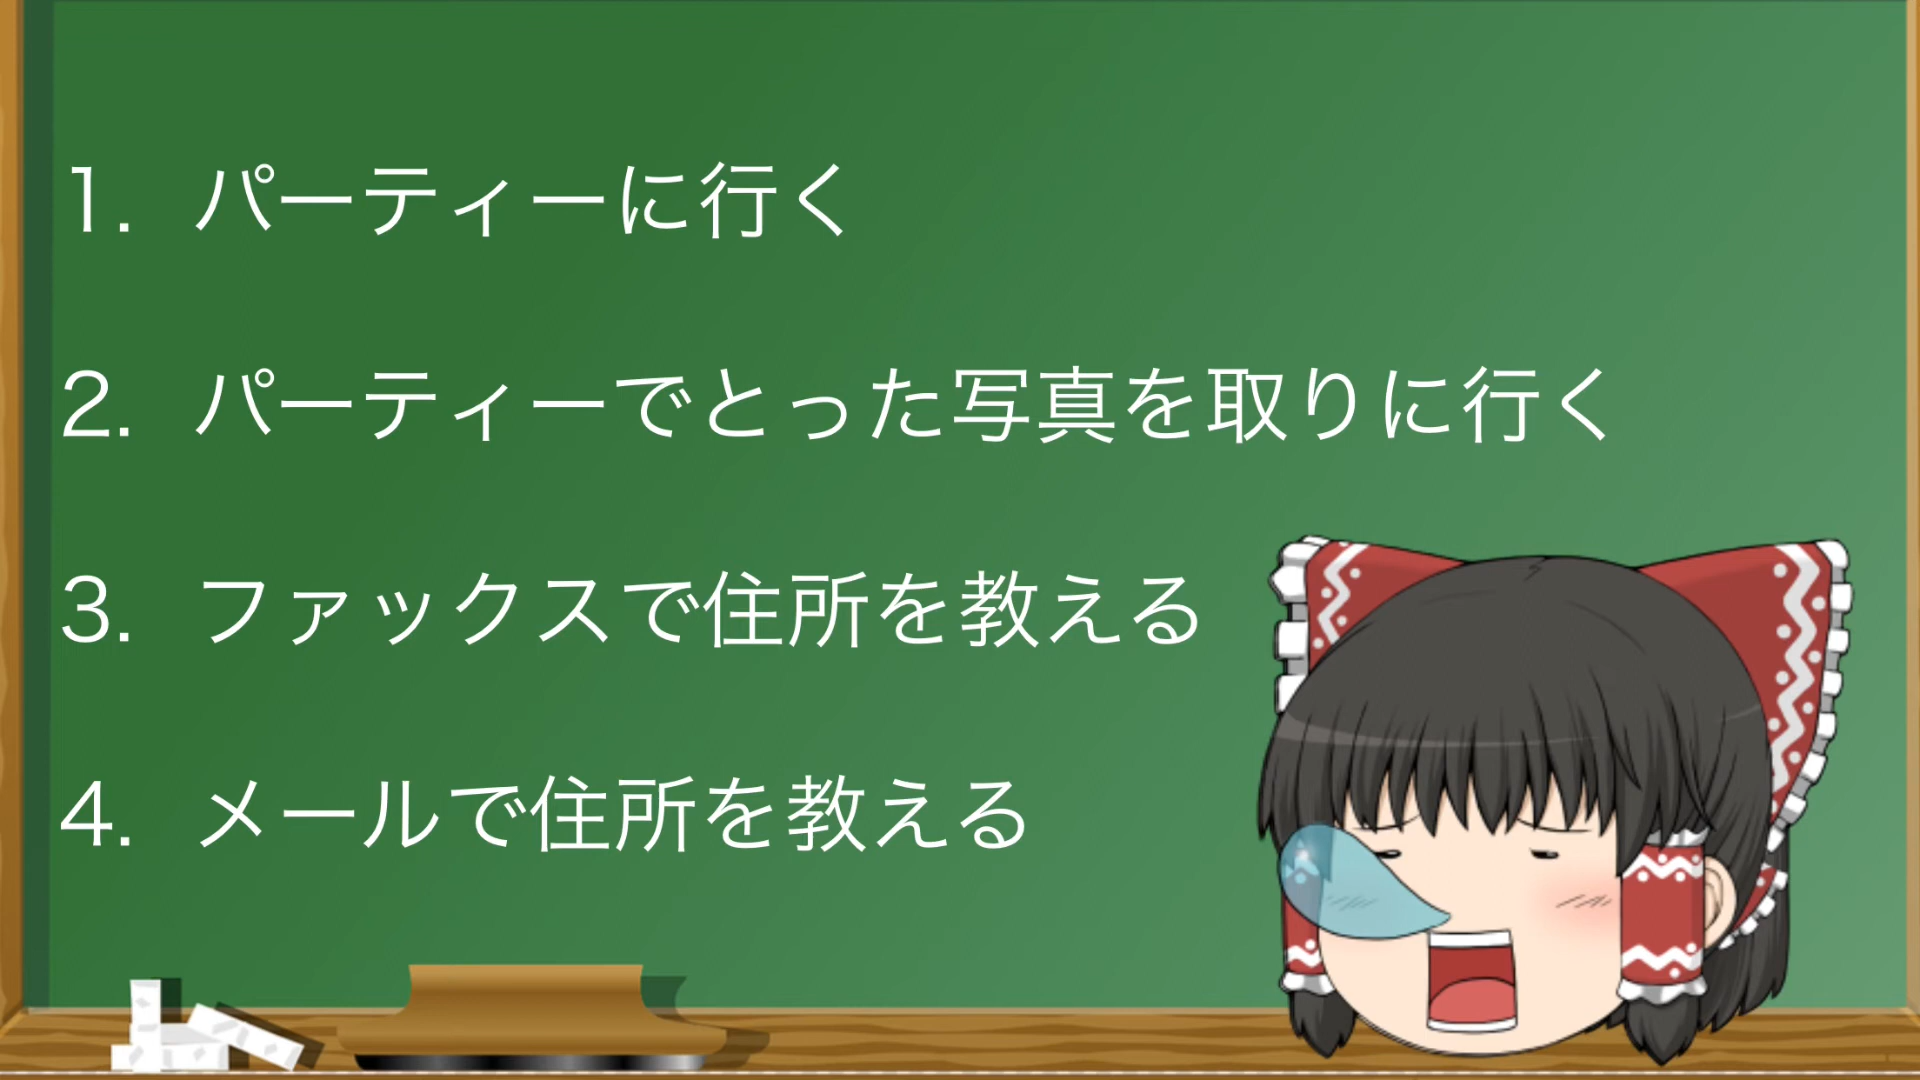 1. パーティーに行く
2. パーティーでとった写真を取りに行く
3. ファックスで住所を教える
4. メールで住所を教える